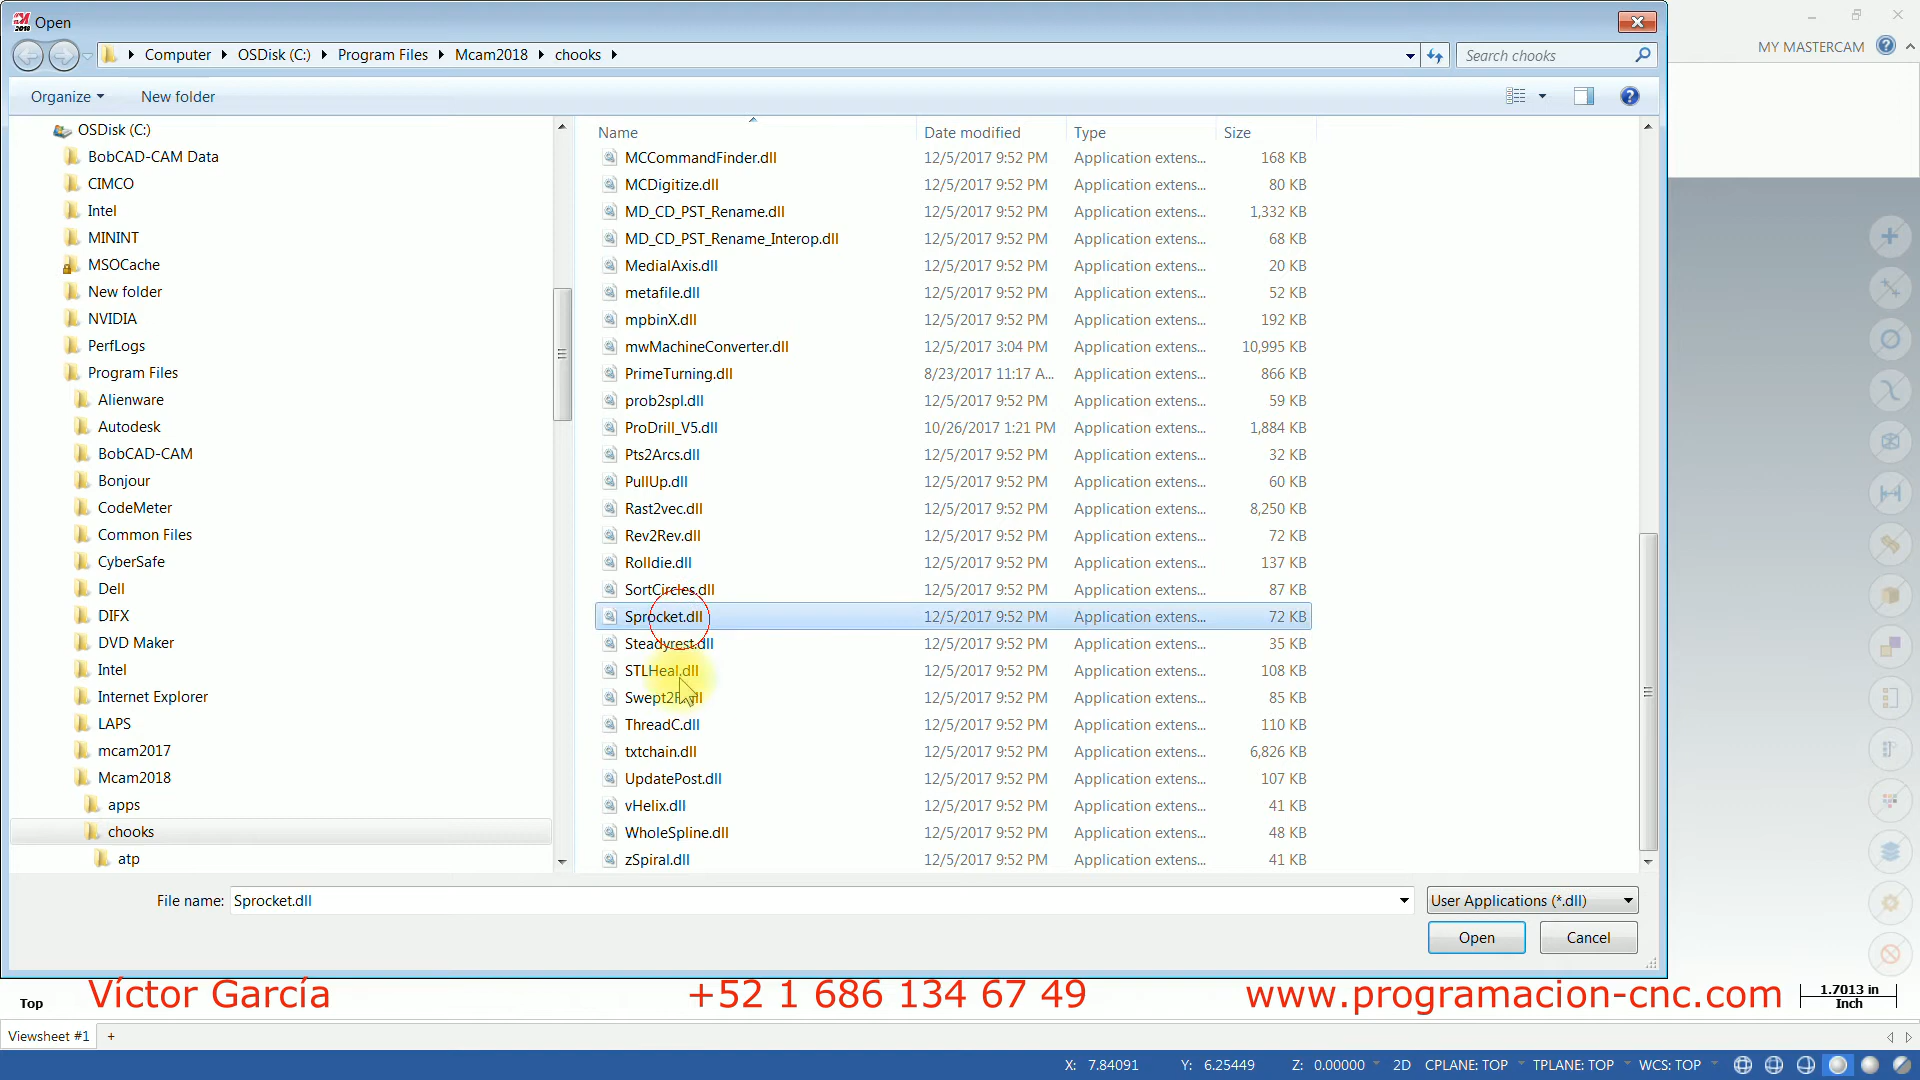 Open
MY MASTERCAM
Computer OSDisk (C:) Program Files Mcam2018 chooks
Search chooks
Organize New folder
OSDisk (C:)
BobCAD-CAM Data
CIMCO
Intel
MININT
MSOCache
New folder
NVIDIA
PerfLogs
Program Files
Alienware
Autodesk
BobCAD-CAM
Bonjour
CodeMeter
Common Files
CyberSafe
Dell
DIFX
DVD Maker
Intel
Internet Explorer
LAPS
mcam2017
Mcam2018
apps
chooks
atp
Name Date modified Type Size
MCCommandFinder.dll 12/5/2017 9:52 PM Application extens... 168 KB
MCDigitize.dll 12/5/2017 9:52 PM Application extens... 80 KB
MD_CD_PST_Rename.dll 12/5/2017 9:52 PM Application extens... 1,332 KB
MD_CD_PST_Rename_Interop.dll 12/5/2017 9:52 PM Application extens... 68 KB
MedialAxis.dll 12/5/2017 9:52 PM Application extens... 20 KB
metafile.dll 12/5/2017 9:52 PM Application extens... 52 KB
mpbinX.dll 12/5/2017 9:52 PM Application extens... 192 KB
mwMachineConverter.dll 12/5/2017 3:04 PM Application extens... 10,995 KB
PrimeTurning.dll 8/23/2017 11:17 A... Application extens... 866 KB
prob2spl.dll 12/5/2017 9:52 PM Application extens... 59 KB
ProDrill_V5.dll 10/26/2017 1:21 PM Application extens... 1,884 KB
Pts2Arcs.dll 12/5/2017 9:52 PM Application extens... 32 KB
PullUp.dll 12/5/2017 9:52 PM Application extens... 60 KB
Rast2vec.dll 12/5/2017 9:52 PM Application extens... 8,250 KB
Rev2Rev.dll 12/5/2017 9:52 PM Application extens... 72 KB
Rolldie.dll 12/5/2017 9:52 PM Application extens... 137 KB
SortCircles.dll 12/5/2017 9:52 PM Application extens... 87 KB
Sprocket.dll 12/5/2017 9:52 PM Application extens... 72 KB
Steadyrest.dll 12/5/2017 9:52 PM Application extens... 35 KB
STLHeal.dll 12/5/2017 9:52 PM Application extens... 108 KB
12/5/2017 9:52 PM Application extens... 85 KB
ThreadC.dll 12/5/2017 9:52 PM Application extens... 110 KB
txtchain.dll 12/5/2017 9:52 PM Application extens... 6,826 KB
UpdatePost.dll 12/5/2017 9:52 PM Application extens... 107 KB
vHelix.dll 12/5/2017 9:52 PM Application extens... 41 KB
WholeSpline.dll 12/5/2017 9:52 PM Application extens... 48 KB
zSpiral.dll 12/5/2017 9:52 PM Application extens... 41 KB
File name: Sprocket.dll User Applications (*.dll)
Open Cancel
Top Víctor García +52 1 686 134 67 49 www.programacion-cnc.com 1.7013 in
Inch
Viewsheet #1 +
X: 7.84091 Y: 6.25449 Z: 0.00000 2D CPLANE: TOP TPLANE: TOP WCS: TOP